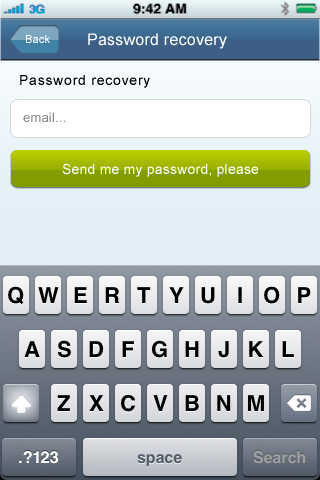 3G 9:42 AM
Back Password recovery
Password recovery
email...
Send me my password, please
Q W E R T Y U I O P
A S D F G H J K L
Z X C V B N M
.?123 space Search